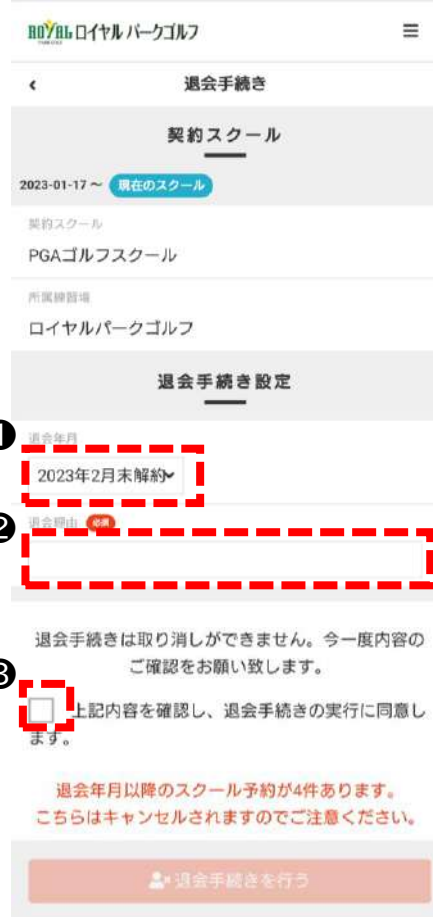 ROYAL ロイヤル パークゴルフ
退会手続き
契約スクール
2023-01-17 ~ 現在のスクール
契約スクール
PGAゴルフスクール
所属練習場
ロイヤルパークゴルフ
退会手続き設定
❶ 退会年月
2023年2月末解約
❷ 退会理由 必須
退会手続きは取り消しができません。今一度内容の
ご確認をお願い致します。
❸
上記内容を確認し、退会手続きの実行に同意し
ます。
退会年月以降のスクール予約が4件あります。
こちらはキャンセルされますのでご注意ください。
退会手続きを行う